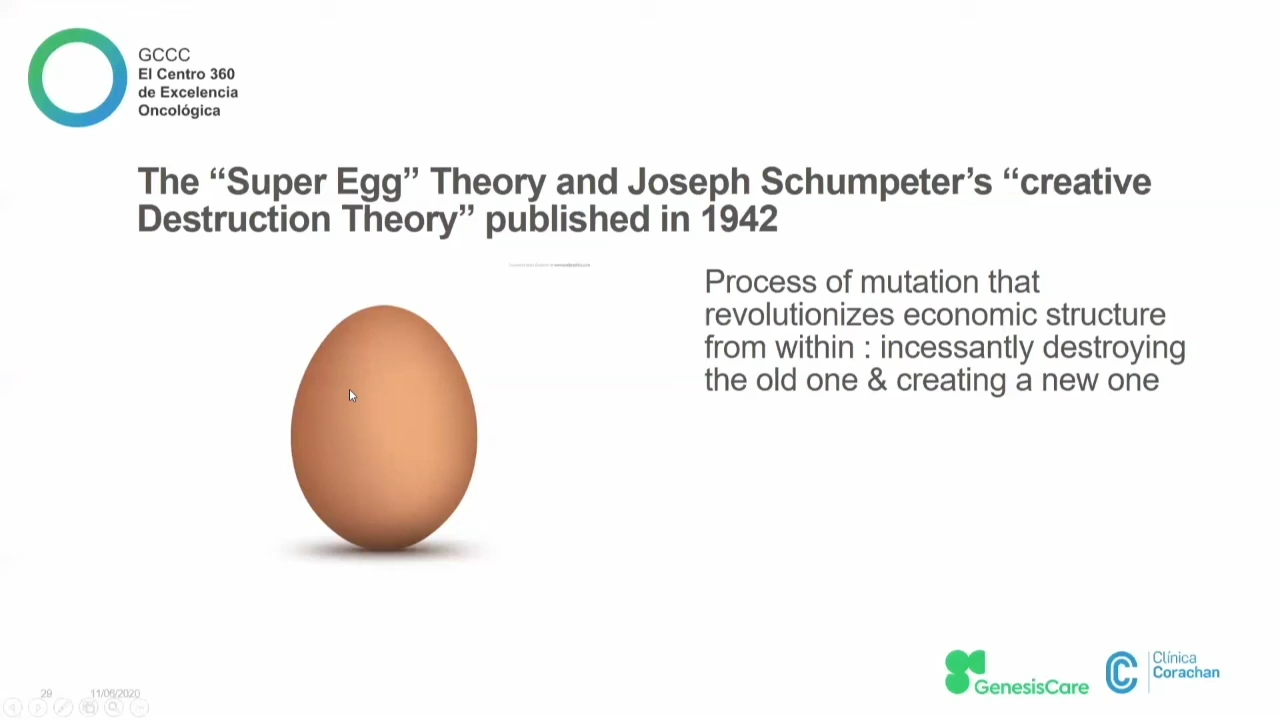 GCCC
El Centro 360
de Excelencia
Oncológica
The “Super Egg” Theory and Joseph Schumpeter’s “creative
Destruction Theory” published in 1942
Process of mutation that
revolutionizes economic structure
from within : incessantly destroying
the old one & creating a new one
GenesisCare
Clínica
Corachan
29
11/06/2020